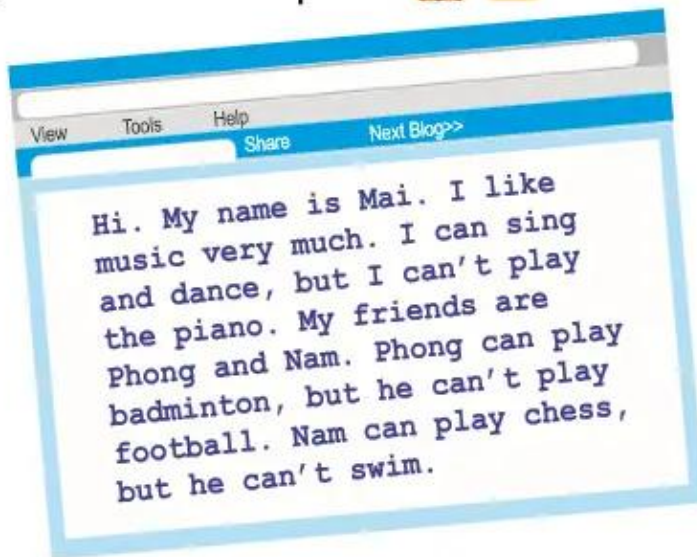 View Tools Help
Share Next Blog>>
Hi. My name is Mai. I like
music very much. I can sing
and dance, but I can't play
the piano. My friends are
Phong and Nam. Phong can play
badminton, but he can't play
football. Nam can play chess,
but he can't swim.